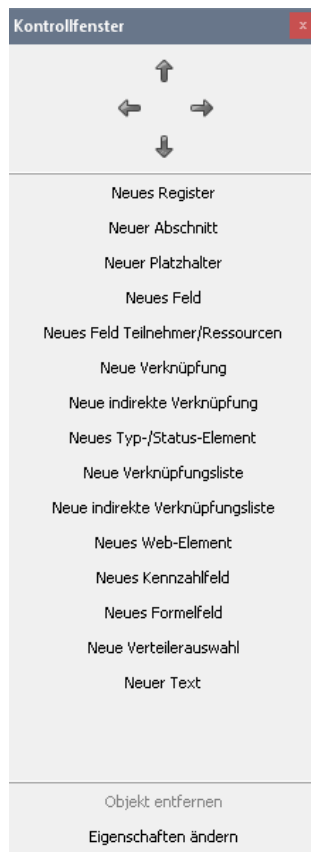 Kontrollfenster
x
Neues Register
Neuer Abschnitt
Neuer Platzhalter
Neues Feld
Neues Feld Teilnehmer/Ressourcen
Neue Verknüpfung
Neue indirekte Verknüpfung
Neues Typ-/Status-Element
Neue Verknüpfungsliste
Neue indirekte Verknüpfungsliste
Neues Web-Element
Neues Kennzahlfeld
Neues Formelfeld
Neue Verteilerauswahl
Neuer Text
Objekt entfernen
Eigenschaften ändern